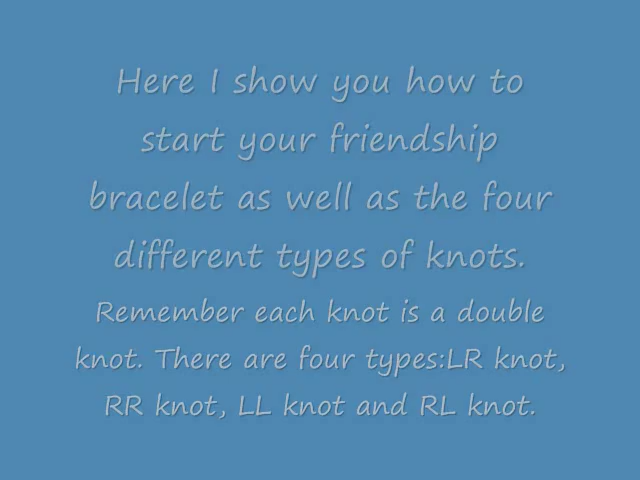 Here I show you how to
start your friendship
bracelet as well as the four
different types of knots.
Remember each knot is a double
knot. There are four types:LR knot,
RR knot, LL knot and RL knot.